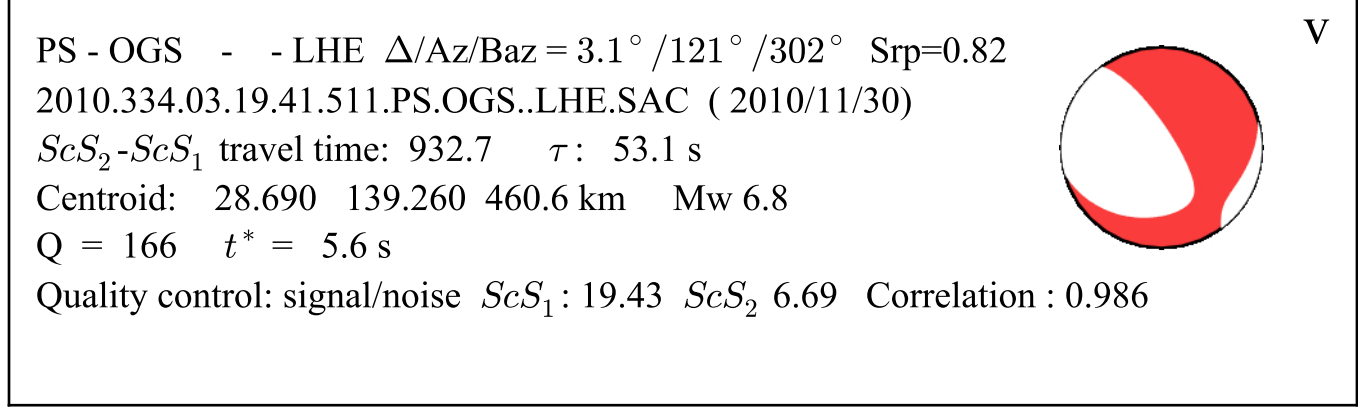 V
PS - OGS - - LHE Δ/Az/Baz = 3.1°/121°/302° Srp=0.82
2010.334.03.19.41.511.PS.OGS..LHE.SAC ( 2010/11/30)
ScS₂-ScS₁ travel time: 932.7 τ: 53.1 s
Centroid: 28.690 139.260 460.6 km Mw 6.8
Q = 166 t* = 5.6 s
Quality control: signal/noise ScS₁: 19.43 ScS₂ 6.69 Correlation : 0.986